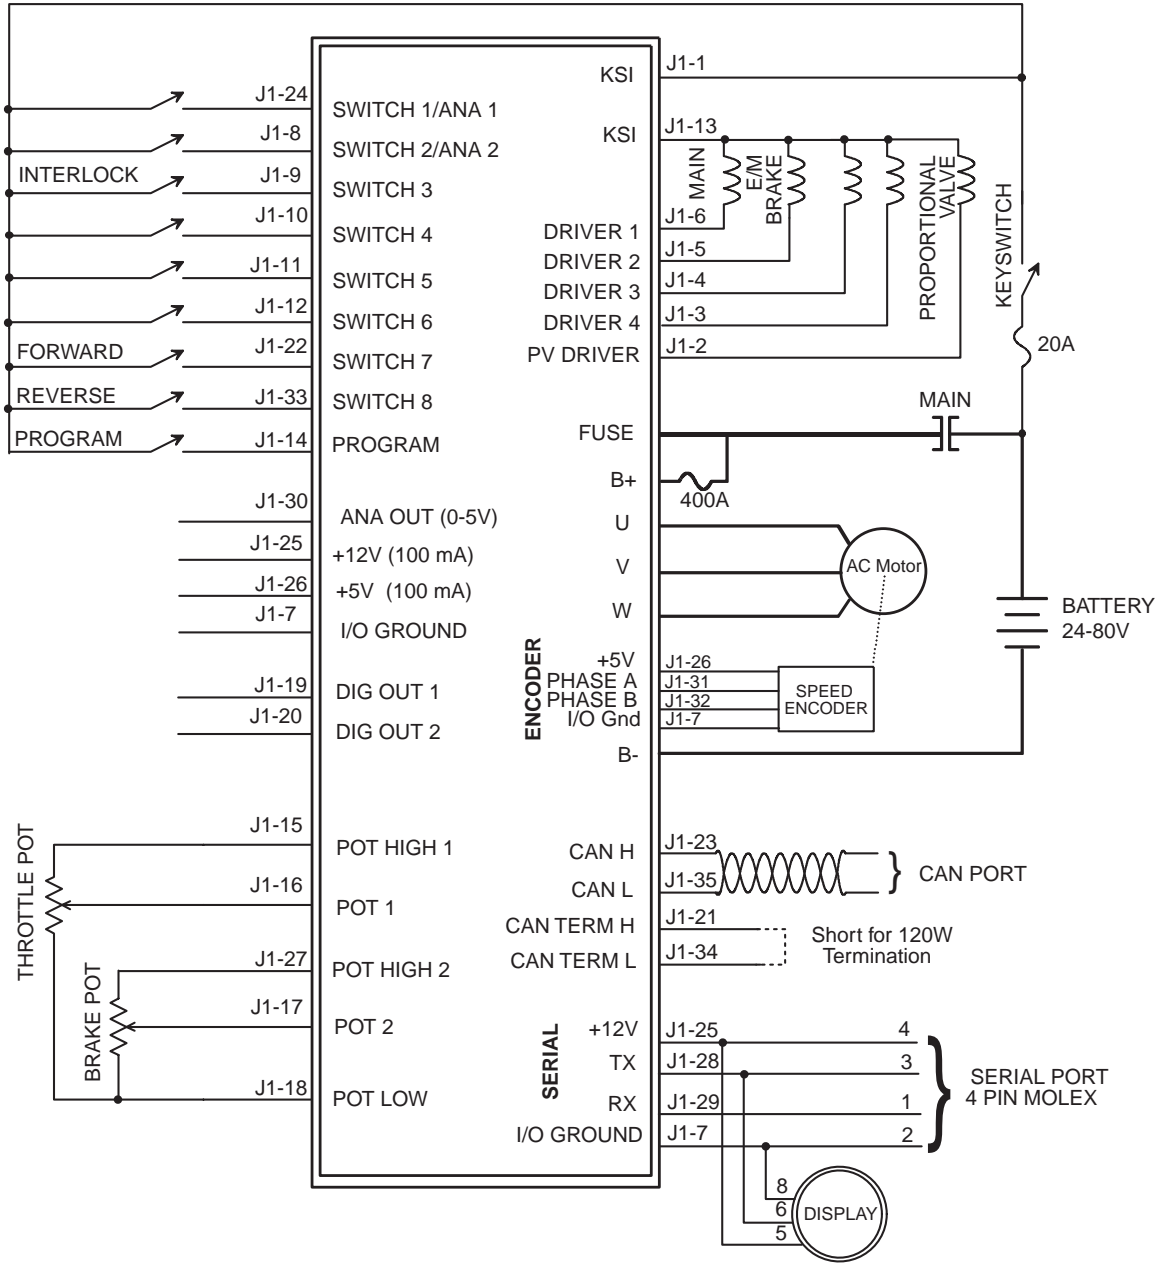 J1-24
SWITCH 1/ANA 1
J1-8
SWITCH 2/ANA 2
INTERLOCK
J1-9
SWITCH 3
J1-10
SWITCH 4
J1-11
SWITCH 5
J1-12
SWITCH 6
FORWARD
J1-22
SWITCH 7
REVERSE
J1-33
SWITCH 8
PROGRAM
J1-14
PROGRAM
J1-30
ANA OUT (0-5V)
J1-25
+12V (100 mA)
J1-26
+5V (100 mA)
J1-7
I/O GROUND
J1-19
DIG OUT 1
J1-20
DIG OUT 2
THROTTLE POT
J1-15
POT HIGH 1
J1-16
POT 1
BRAKE POT
J1-27
POT HIGH 2
J1-17
POT 2
J1-18
POT LOW
KSI
J1-1
KSI
J1-13
MAIN
E/M
BRAKE
PROPORTIONAL
VALVE
KEYSWITCH
DRIVER 1
J1-6
DRIVER 2
J1-5
DRIVER 3
J1-4
DRIVER 4
J1-3
PV DRIVER
J1-2
20A
FUSE
MAIN
B+
400A
U
V
W
AC Motor
BATTERY
24-80V
ENCODER
+5V
J1-26
PHASE A
J1-31
PHASE B
J1-32
I/O Gnd
J1-7
SPEED
ENCODER
B-
CAN H
J1-23
CAN L
J1-35
CAN PORT
CAN TERM H
J1-21
CAN TERM L
J1-34
Short for 120W
Termination
SERIAL
+12V
J1-25
4
TX
J1-28
3
RX
J1-29
1
I/O GROUND
J1-7
2
SERIAL PORT
4 PIN MOLEX
8
6
5
DISPLAY